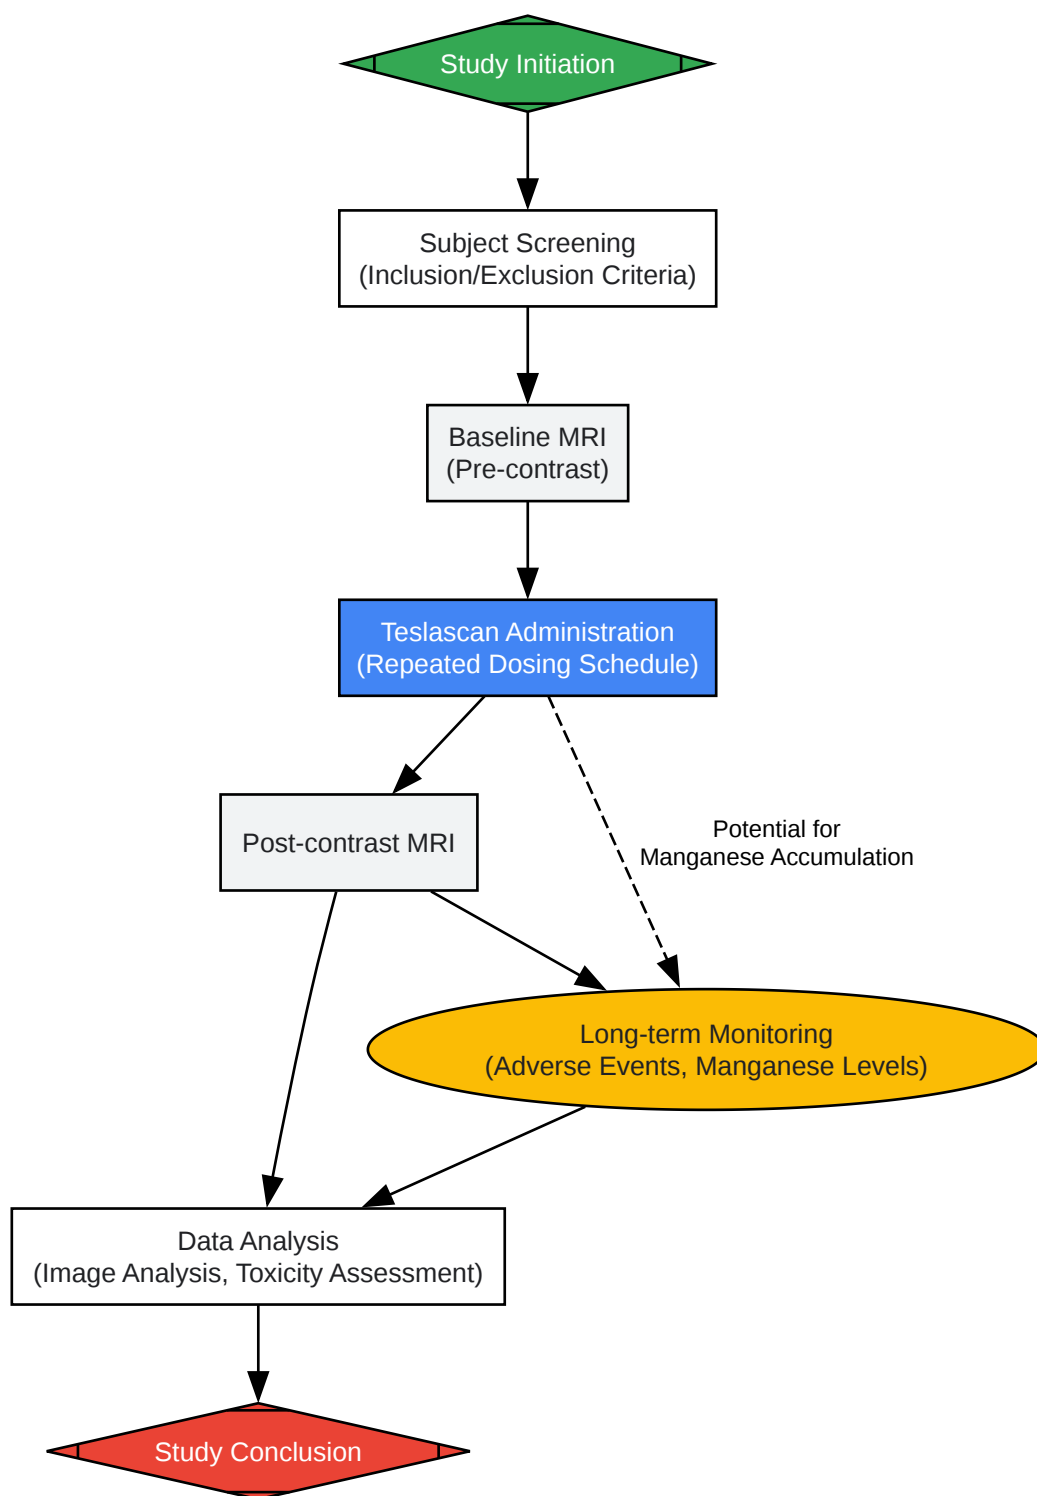 Study Initiation
Subject Screening
(Inclusion/Exclusion Criteria)
Baseline MRI
(Pre-contrast)
Teslascan Administration
(Repeated Dosing Schedule)
Post-contrast MRI
Potential for
Manganese Accumulation
Long-term Monitoring
(Adverse Events, Manganese Levels)
Data Analysis
(Image Analysis, Toxicity Assessment)
Study Conclusion